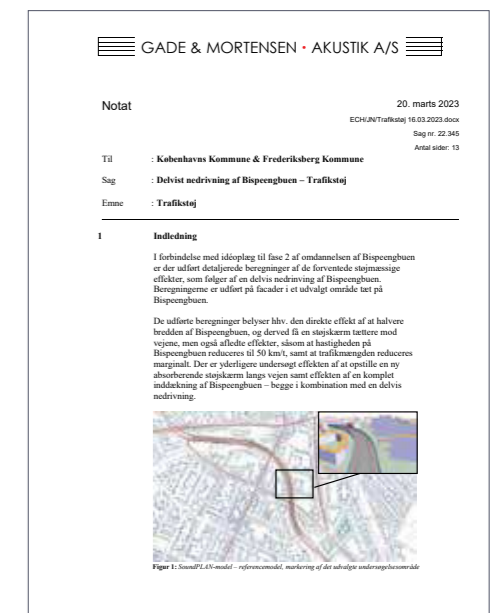 GADE & MORTENSEN • AKUSTIK A/S
Notat
20. marts 2023
ECH/JN/Trafikstøj 16.03.2023.docx
Sag nr. 22.345
Antal sider: 13
Til : Københavns Kommune & Frederiksberg Kommune
Sag : Delvist nedrivning af Bispeengbuen – Trafikstøj
Emne : Trafikstøj
1 Indledning
I forbindelse med idéoplæg til fase 2 af omdannelsen af Bispeengbuen
er der udført detaljerede beregninger af de forventede støjmæssige
effekter, som følger af en delvis nedrivning af Bispeengbuen.
Beregningerne er udført på facader i et udvalgt område tæt på
Bispeengbuen.
De udførte beregninger belyser hhv. den direkte effekt af at halvere
bredden af Bispeengbuen, og derved få en støjskærm tættere mod
vejene, men også afledte effekter, såsom at hastigheden på
Bispeengbuen reduceres til 50 km/t, samt at trafikmængden reduceres
marginalt. Der er yderligere undersøgt effekten af at opstille en ny
absorberende støjskærm langs vejen samt effekten af en komplet
inddækning af Bispeengbuen – begge i kombination med en delvis
nedrivning.
Figur 1: SoundPLAN-model – referencemodel, markering af det udvalgte undersøgelsesområde